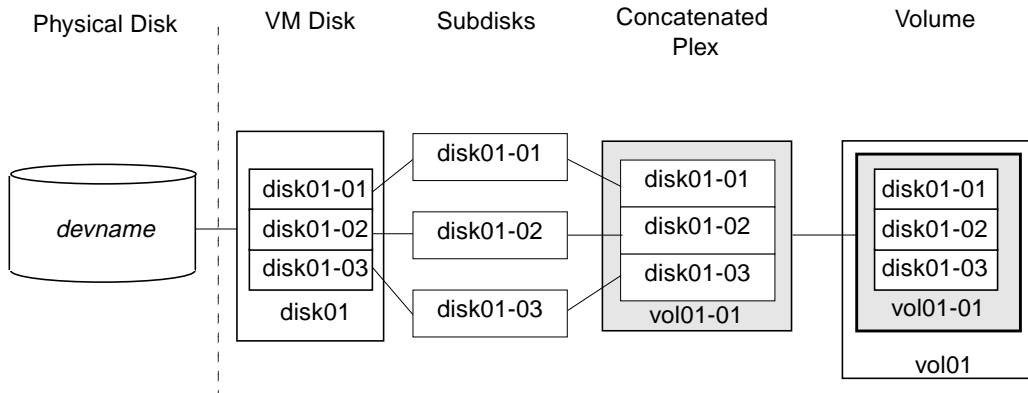 Physical Disk
VM Disk
Subdisks
Concatenated
Plex
Volume
devname
disk01-01
disk01-02
disk01-03
disk01
disk01-01
disk01-02
disk01-03
disk01-01
disk01-02
disk01-03
vol01-01
disk01-01
disk01-02
disk01-03
vol01-01
vol01